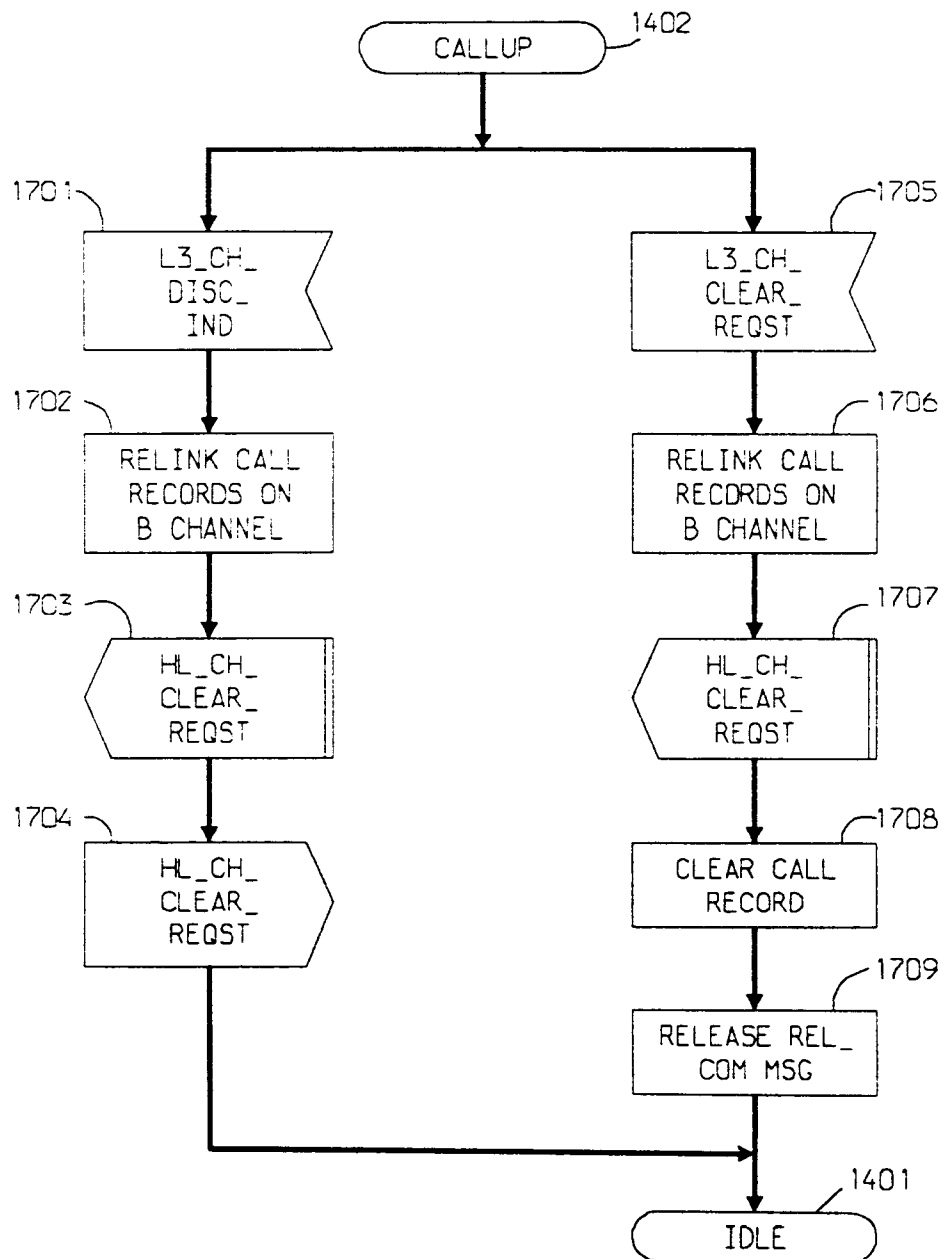 1402
CALLUP
1701
L3_CH_
DISC_
IND
1705
L3_CH_
CLEAR_
REQST
1702
RELINK CALL
RECORDS ON
B CHANNEL
1706
RELINK CALL
RECORDS ON
B CHANNEL
1703
HL_CH_
CLEAR_
REQST
1707
HL_CH_
CLEAR_
REQST
1704
HL_CH_
CLEAR_
REQST
1708
CLEAR CALL
RECORD
1709
RELEASE REL_
COM MSG
1401
IDLE